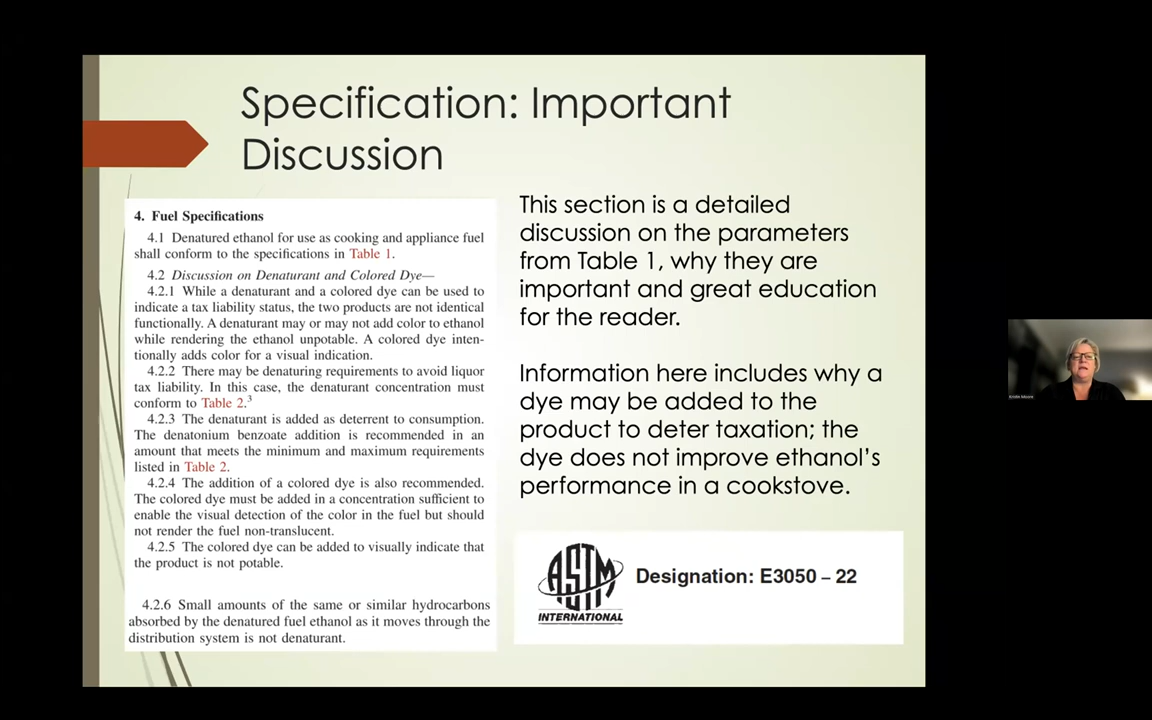 Specification: Important
Discussion
4. Fuel Specifications
4.1 Denatured ethanol for use as cooking and appliance fuel
shall conform to the specifications in Table 1.
4.2 Discussion on Denaturant and Colored Dye—
4.2.1 While a denaturant and a colored dye can be used to
indicate a tax liability status, the two products are not identical
functionally. A denaturant may or may not add color to ethanol
while rendering the ethanol unpotable. A colored dye inten-
tionally adds color for a visual indication.
4.2.2 There may be denaturing requirements to avoid liquor
tax liability. In this case, the denaturant concentration must
conform to Table 2.3
4.2.3 The denaturant is added as deterrent to consumption.
The denatonium benzoate addition is recommended in an
amount that meets the minimum and maximum requirements
listed in Table 2.
4.2.4 The addition of a colored dye is also recommended.
The colored dye must be added in a concentration sufficient to
enable the visual detection of the color in the fuel but should
not render the fuel non-translucent.
4.2.5 The colored dye can be added to visually indicate that
the product is not potable.
4.2.6 Small amounts of the same or similar hydrocarbons
absorbed by the denatured fuel ethanol as it moves through the
distribution system is not denaturant.
This section is a detailed
discussion on the parameters
from Table 1, why they are
important and great education
for the reader.
Information here includes why a
dye may be added to the
product to deter taxation; the
dye does not improve ethanol's
performance in a cookstove.
ASTM
INTERNATIONAL
Designation: E3050 – 22